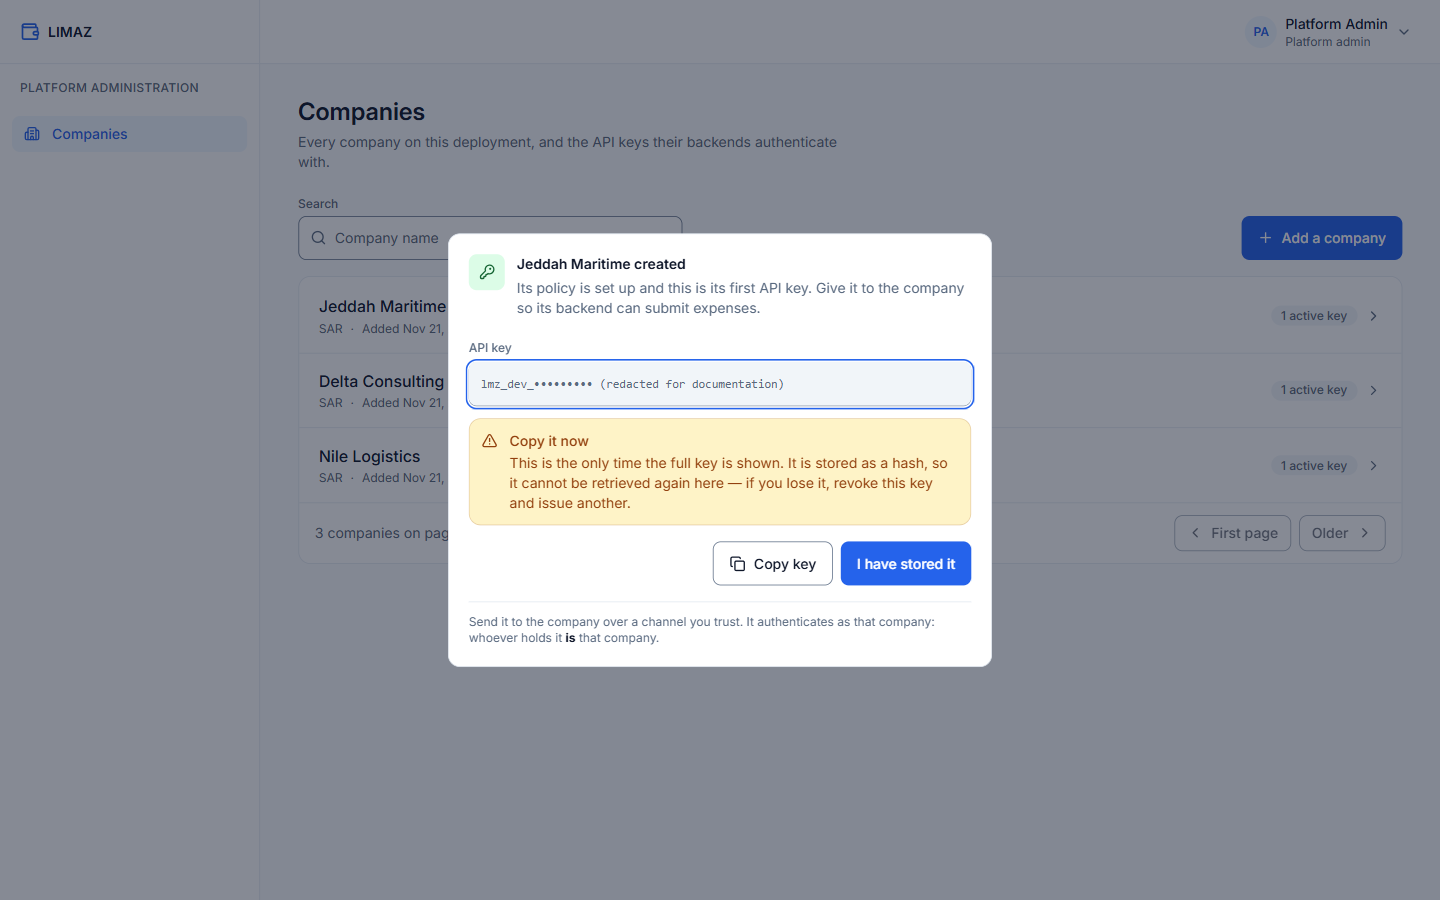 LIMAZ
PA
Platform Admin
Platform admin
PLATFORM ADMINISTRATION
Companies
Companies
Every company on this deployment, and the API keys their backends authenticate
with.
Search
Company name
Add a company
Jeddah Maritime
SAR · Added Nov 21,
1 active key
Delta Consulting
SAR · Added Nov 21,
1 active key
Nile Logistics
SAR · Added Nov 21,
1 active key
3 companies on pag
First page
Older
Jeddah Maritime created
Its policy is set up and this is its first API key. Give it to the company
so its backend can submit expenses.
API key
lmz_dev_••••••••• (redacted for documentation)
Copy it now
This is the only time the full key is shown. It is stored as a hash, so
it cannot be retrieved again here — if you lose it, revoke this key
and issue another.
Copy key
I have stored it
Send it to the company over a channel you trust. It authenticates as that company:
whoever holds it is that company.